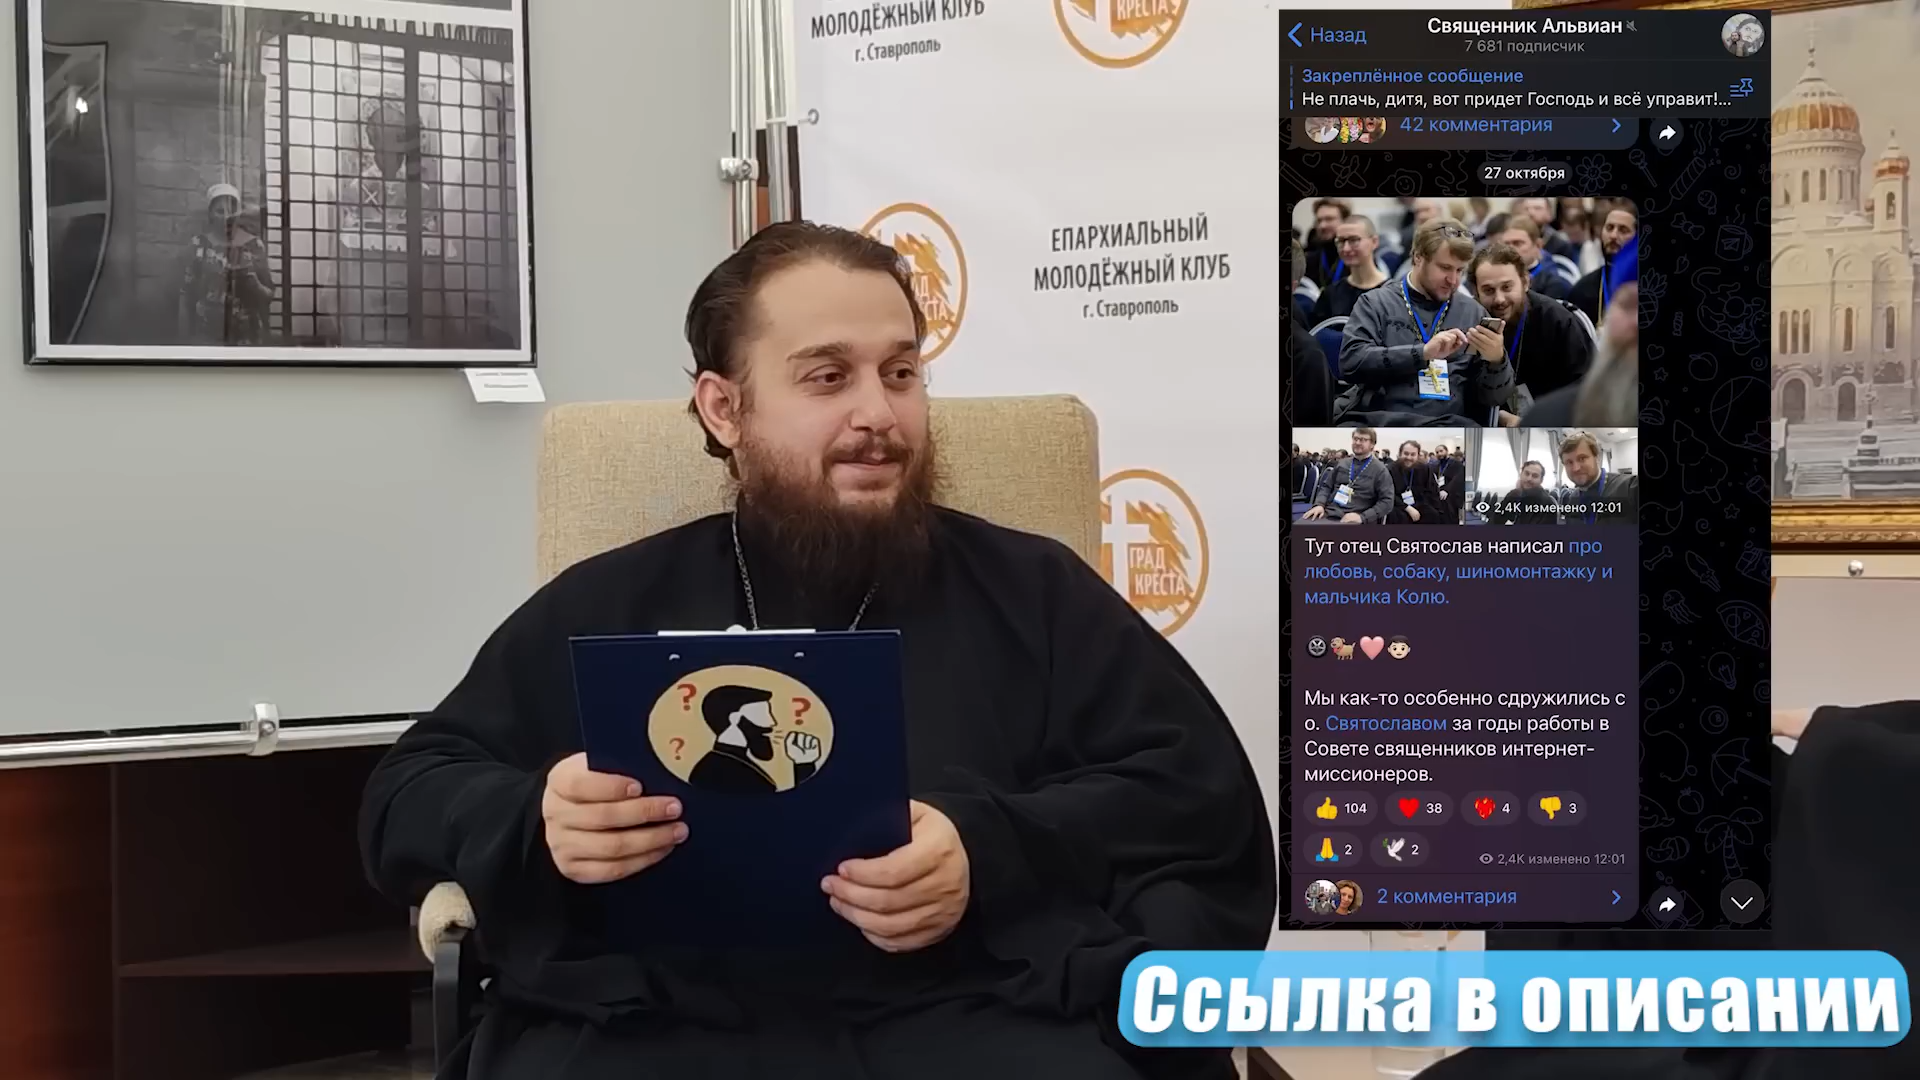 МОЛОДЁЖНЫЙ КЛУБ
г. Ставрополь
КРЕСТА
ЕПАРХИАЛЬНЫЙ
МОЛОДЁЖНЫЙ КЛУБ
г. Ставрополь
ГРАД
КРЕСТА
? ? ?
Назад
Священник Альвиан
7 681 подписчик
Закреплённое сообщение
Не плачь, дитя, вот придет Господь и всё управит!...
42 комментария
27 октября
2,4K изменено 12:01
Тут отец Святослав написал про
любовь, собаку, шиномонтажку и
мальчика Колю.
Мы как-то особенно сдружились с
о. Святославом за годы работы в
Совете священников интернет-
миссионеров.
104 38 4 3
2 2 2,4K изменено 12:01
2 комментария
Ссылка в описании